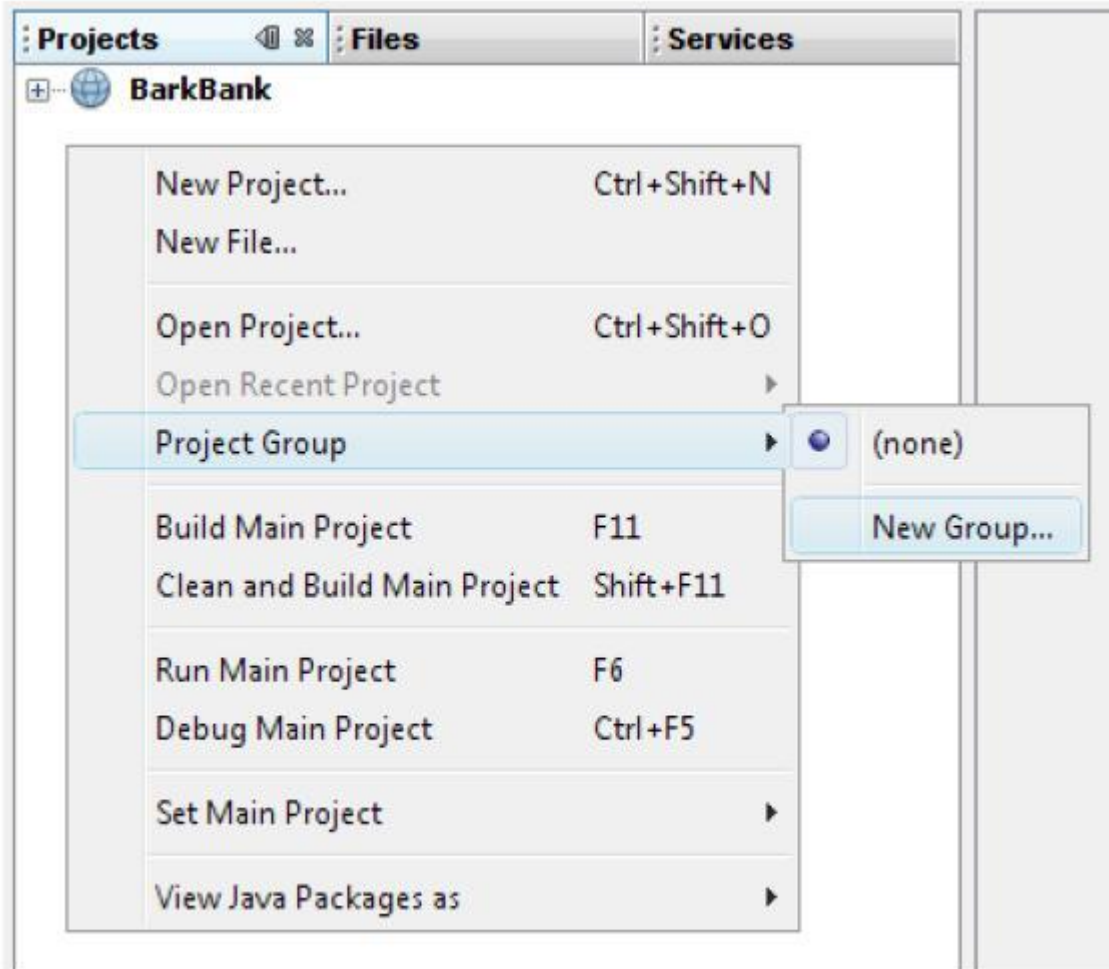 Projects Files Services
BarkBank
New Project... Ctrl+Shift+N
New File...
Open Project... Ctrl+Shift+O
Open Recent Project
Project Group (none)
New Group...
Build Main Project F11
Clean and Build Main Project Shift+F11
Run Main Project F6
Debug Main Project Ctrl+F5
Set Main Project
View Java Packages as